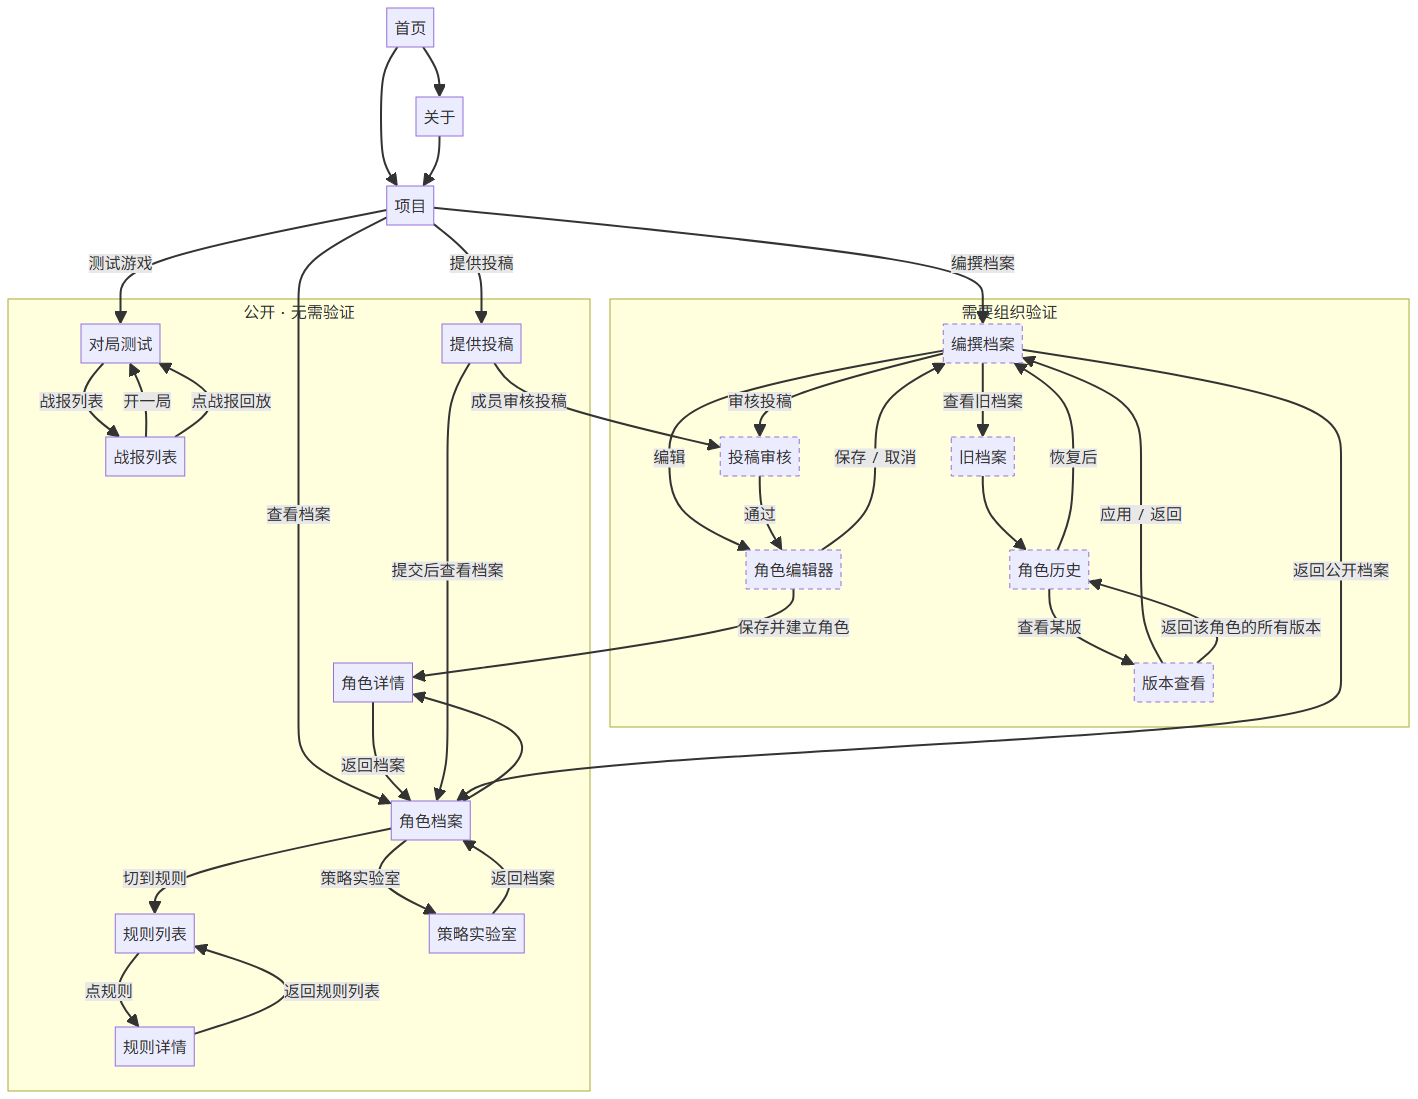 首页
关于
项目
测试游戏
提供投稿
编撰档案
公开 · 无需验证
需要组织验证
对局测试
提供投稿
编撰档案
战报列表
开一局
点战报回放
成员审核投稿
审核投稿
查看旧档案
战报列表
编辑
投稿审核
保存 / 取消
旧档案
恢复后
查看档案
通过
应用 / 返回
提交后查看档案
角色编辑器
角色历史
返回公开档案
保存并建立角色
查看某版
返回该角色的所有版本
角色详情
版本查看
返回档案
角色档案
切到规则
策略实验室
返回档案
规则列表
策略实验室
点规则
返回规则列表
规则详情